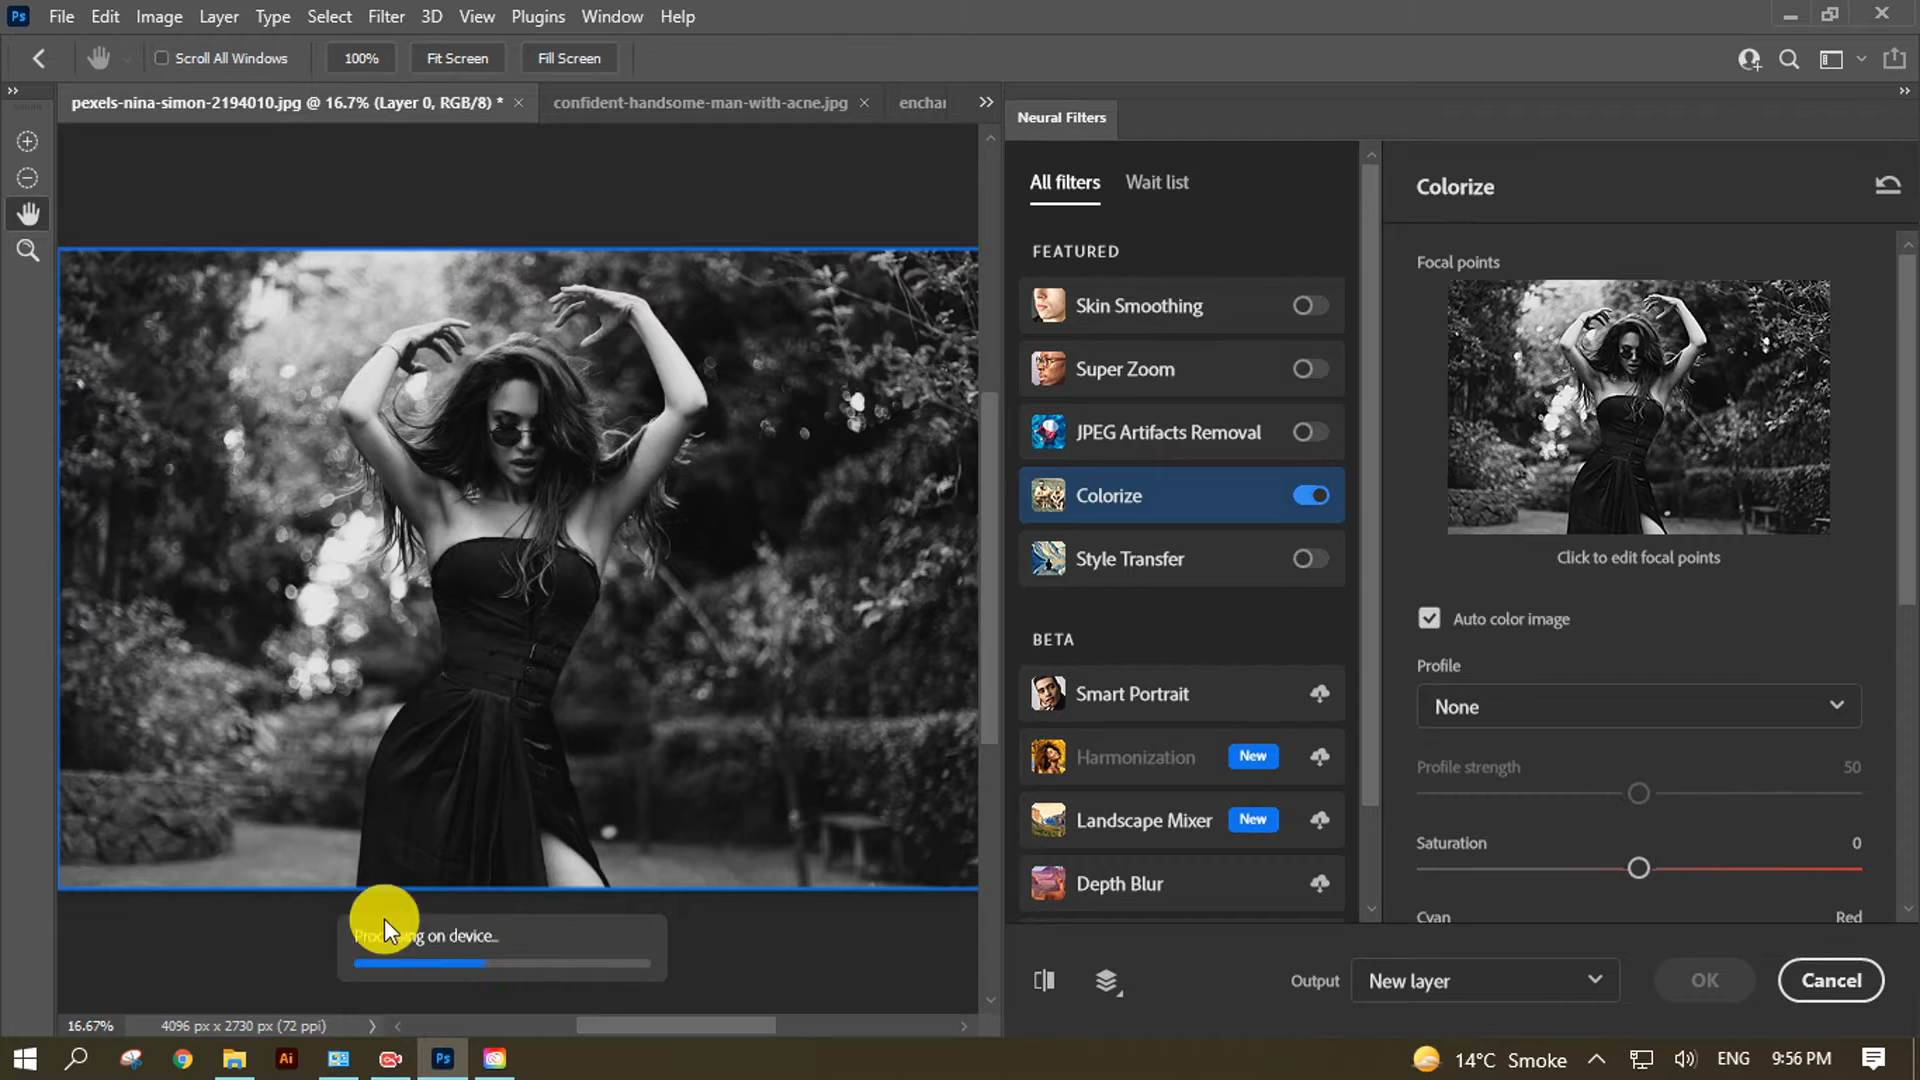 Ps File Edit Image Layer Type Select Filter 3D View Plugins Window Help
Scroll All Windows 100% Fit Screen Fill Screen
pexels-nina-simon-2194010.jpg @ 16.7% (Layer 0, RGB/8) * confident-handsome-man-with-acne.jpg enchar
Neural Filters
All filters Wait list
FEATURED
Skin Smoothing
Super Zoom
JPEG Artifacts Removal
Colorize
Style Transfer
BETA
Smart Portrait
Harmonization New
Landscape Mixer New
Depth Blur
Colorize
Focal points
Click to edit focal points
Auto color image
Profile
None
Profile strength 50
Saturation 0
Cyan Red
Processing on device...
Output New layer OK Cancel
16.67% 4096 px x 2730 px (72 ppi)
Ai Ps 14°C Smoke ENG 9:56 PM